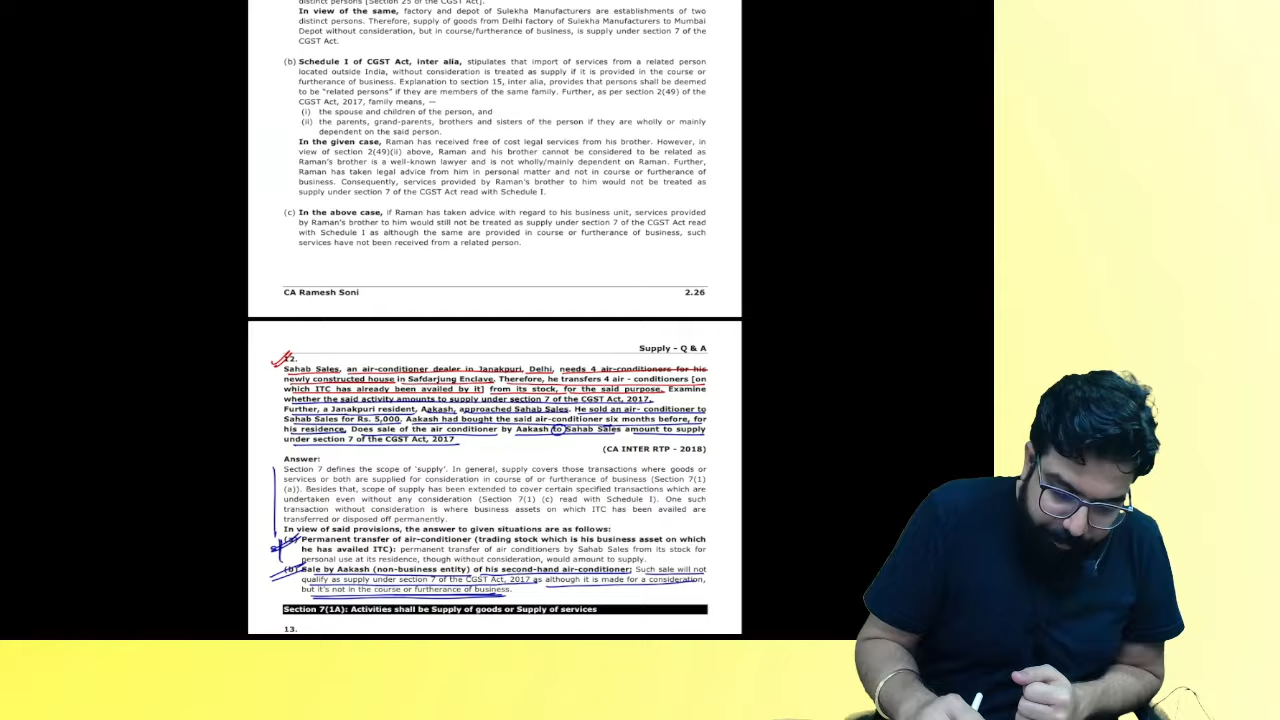 distinct persons [Section 25 of the CGST Act].
In view of the same, factory and depot of Sulekha Manufacturers are establishments of two
distinct persons. Therefore, supply of goods from Delhi factory of Sulekha Manufacturers to Mumbai
Depot without consideration, but in course/furtherance of business, is supply under section 7 of the
CGST Act.
(b) Schedule I of CGST Act, inter alia, stipulates that import of services from a related person
located outside India, without consideration is treated as supply if it is provided in the course or
furtherance of business. Explanation to section 15, inter alia, provides that persons shall be deemed
to be "related persons" if they are members of the same family. Further, as per section 2(49) of the
CGST Act, 2017, family means, —
(i) the spouse and children of the person, and
(ii) the parents, grand-parents, brothers and sisters of the person if they are wholly or mainly
dependent on the said person.
In the given case, Raman has received free of cost legal services from his brother. However, in
view of section 2(49)(ii) above, Raman and his brother cannot be considered to be related as
Raman's brother is a well-known lawyer and is not wholly/mainly dependent on Raman. Further,
Raman has taken legal advice from him in personal matter and not in course or furtherance of
business. Consequently, services provided by Raman's brother to him would not be treated as
supply under section 7 of the CGST Act read with Schedule I.
(c) In the above case, if Raman has taken advice with regard to his business unit, services provided
by Raman's brother to him would still not be treated as supply under section 7 of the CGST Act read
with Schedule I as although the same are provided in course or furtherance of business, such
services have not been received from a related person.
CA Ramesh Soni 2.26
Supply - Q & A
12.
Sahab Sales, an air-conditioner dealer in Janakpuri, Delhi, needs 4 air-conditioners for his
newly constructed house in Safdarjung Enclave. Therefore, he transfers 4 air - conditioners [on
which ITC has already been availed by it] from its stock, for the said purpose. Examine
whether the said activity amounts to supply under section 7 of the CGST Act, 2017.
Further, a Janakpuri resident, Aakash, approached Sahab Sales. He sold an air- conditioner to
Sahab Sales for Rs. 5,000. Aakash had bought the said air-conditioner six months before, for
his residence. Does sale of the air conditioner by Aakash to Sahab Sales amount to supply
under section 7 of the CGST Act, 2017
(CA INTER RTP - 2018)
Answer:
Section 7 defines the scope of 'supply'. In general, supply covers those transactions where goods or
services or both are supplied for consideration in course of or furtherance of business (Section 7(1)
(a)). Besides that, scope of supply has been extended to cover certain specified transactions which are
undertaken even without any consideration (Section 7(1) (c) read with Schedule I). One such
transaction without consideration is where business assets on which ITC has been availed are
transferred or disposed off permanently.
In view of said provisions, the answer to given situations are as follows:
(a) Permanent transfer of air-conditioner (trading stock which is his business asset on which
he has availed ITC): permanent transfer of air conditioners by Sahab Sales from its stock for
personal use at its residence, though without consideration, would amount to supply.
(b) Sale by Aakash (non-business entity) of his second-hand air-conditioner: Such sale will not
qualify as supply under section 7 of the CGST Act, 2017 as although it is made for a consideration,
but it's not in the course or furtherance of business.
Section 7(1A): Activities shall be Supply of goods or Supply of services
13.